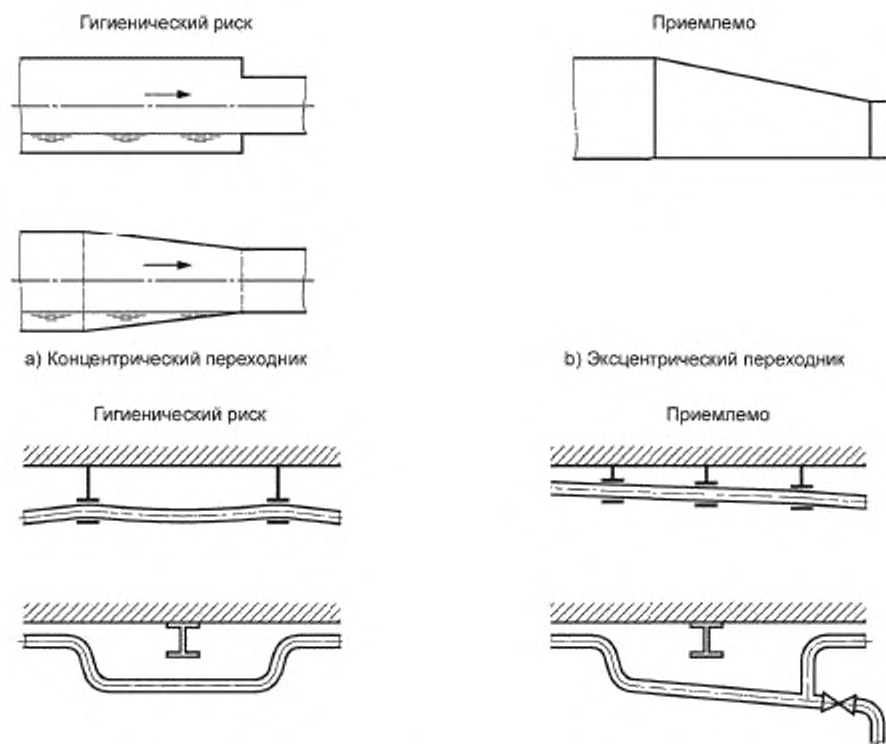 Гигиенический риск
Приемлемо
a) Концентрический переходник
b) Эксцентрический переходник
Гигиенический риск
Приемлемо